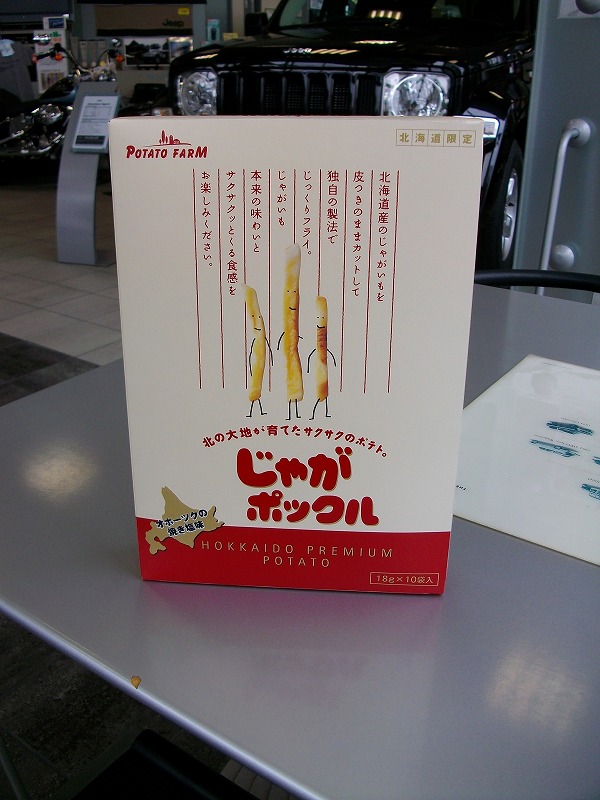 Jeep
POTATO FARM
北海道限定
北海道産のじゃがいもを
皮つきのままカットして
独自の製法で
じっくりフライ。
じゃがいも
本来の味わいと
サクサクッとくる食感を
お楽しみください。
北の大地が育てたサクサクのポテト。
じゃが
ポックル
オホーツクの
焼き塩味
HOKKAIDO PREMIUM
POTATO
18g×10袋入